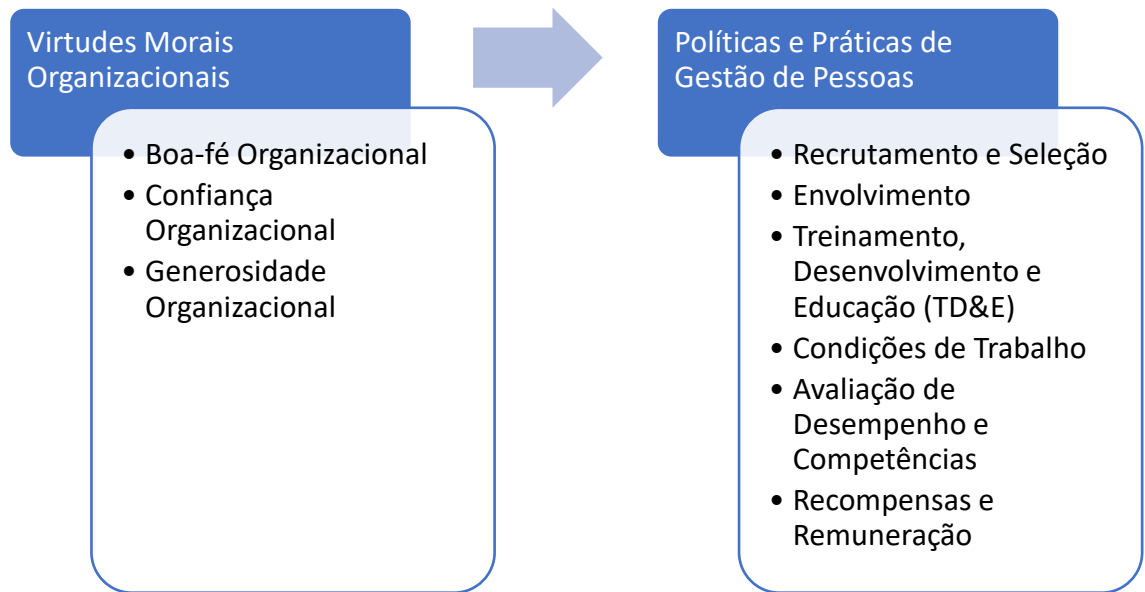 Virtudes Morais
Organizacionais
• Boa-fé Organizacional
• Confiança
Organizacional
• Generosidade
Organizacional
Políticas e Práticas de
Gestão de Pessoas
• Recrutamento e Seleção
• Envolvimento
• Treinamento,
Desenvolvimento e
Educação (TD&E)
• Condições de Trabalho
• Avaliação de
Desempenho e
Competências
• Recompensas e
Remuneração